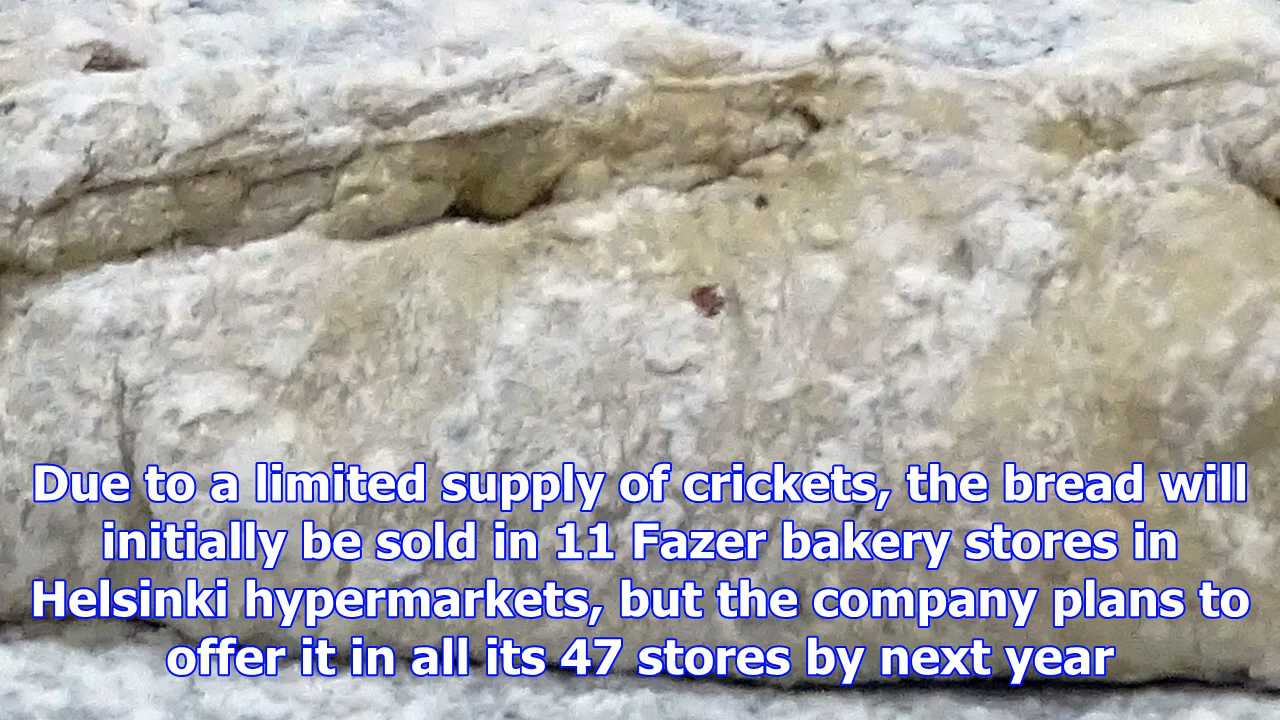 Due to a limited supply of crickets, the bread will
initially be sold in 11 Fazer bakery stores in
Helsinki hypermarkets, but the company plans to
offer it in all its 47 stores by next year